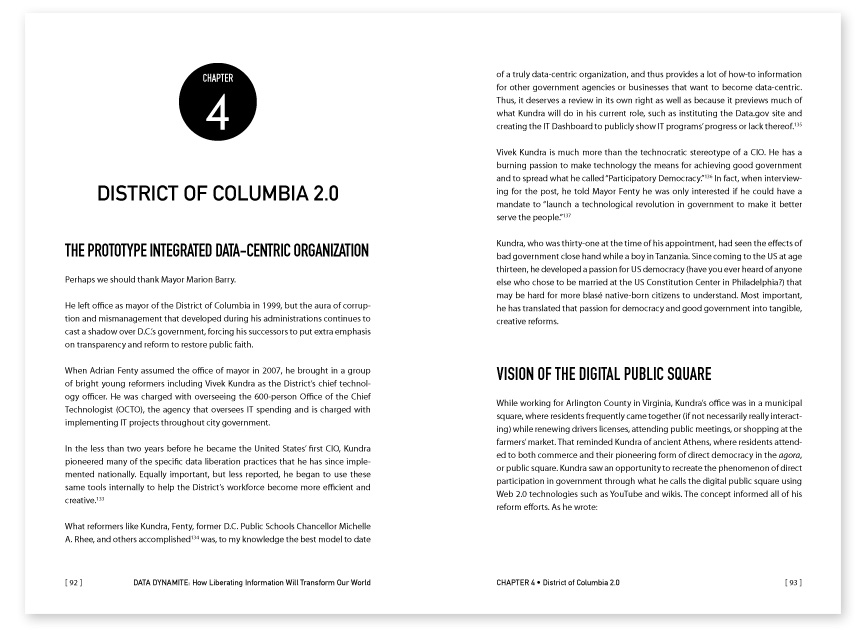 CHAPTER
4
DISTRICT OF COLUMBIA 2.0
THE PROTOTYPE INTEGRATED DATA-CENTRIC ORGANIZATION
Perhaps we should thank Mayor Marion Barry.
He left office as mayor of the District of Columbia in 1999, but the aura of corrup-
tion and mismanagement that developed during his administrations continues to
cast a shadow over D.C.'s government, forcing his successors to put extra emphasis
on transparency and reform to restore public faith.
When Adrian Fenty assumed the office of mayor in 2007, he brought in a group
of bright young reformers including Vivek Kundra as the District's chief technol-
ogy officer. He was charged with overseeing the 600-person Office of the Chief
Technologist (OCTO), the agency that oversees IT spending and is charged with
implementing IT projects throughout city government.
In the less than two years before he became the United States' first CIO, Kundra
pioneered many of the specific data liberation practices that he has since imple-
mented nationally. Equally important, but less reported, he began to use these
same tools internally to help the District's workforce become more efficient and
creative.133
What reformers like Kundra, Fenty, former D.C. Public Schools Chancellor Michelle
A. Rhee, and others accomplished134 was, to my knowledge the best model to date
[ 92 ] DATA DYNAMITE: How Liberating Information Will Transform Our World
of a truly data-centric organization, and thus provides a lot of how-to information
for other government agencies or businesses that want to become data-centric.
Thus, it deserves a review in its own right as well as because it previews much of
what Kundra will do in his current role, such as instituting the Data.gov site and
creating the IT Dashboard to publicly show IT programs' progress or lack thereof.135
Vivek Kundra is much more than the technocratic stereotype of a CIO. He has a
burning passion to make technology the means for achieving good government
and to spread what he called "Participatory Democracy."136 In fact, when interview-
ing for the post, he told Mayor Fenty he was only interested if he could have a
mandate to "launch a technological revolution in government to make it better
serve the people."137
Kundra, who was thirty-one at the time of his appointment, had seen the effects of
bad government close hand while a boy in Tanzania. Since coming to the US at age
thirteen, he developed a passion for US democracy (have you ever heard of anyone
else who chose to be married at the US Constitution Center in Philadelphia?) that
may be hard for more blasé native-born citizens to understand. Most important,
he has translated that passion for democracy and good government into tangible,
creative reforms.
VISION OF THE DIGITAL PUBLIC SQUARE
While working for Arlington County in Virginia, Kundra's office was in a municipal
square, where residents frequently came together (if not necessarily really interact-
ing) while renewing drivers licenses, attending public meetings, or shopping at the
farmers' market. That reminded Kundra of ancient Athens, where residents attend-
ed to both commerce and their pioneering form of direct democracy in the agora,
or public square. Kundra saw an opportunity to recreate the phenomenon of direct
participation in government through what he calls the digital public square using
Web 2.0 technologies such as YouTube and wikis. The concept informed all of his
reform efforts. As he wrote:
CHAPTER 4 • District of Columbia 2.0 [ 93 ]